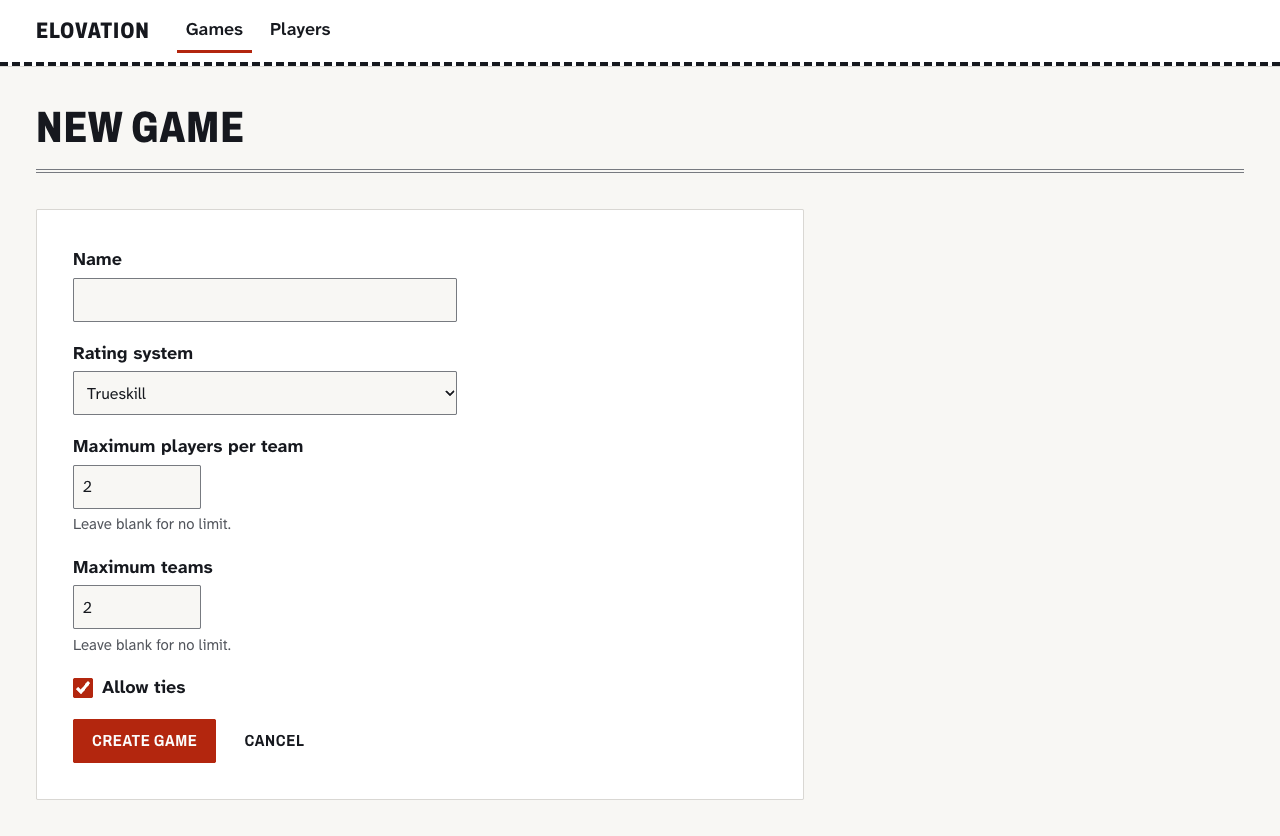 ELOVATION Games Players
NEW GAME
Name
Rating system
Trueskill
Maximum players per team
2
Leave blank for no limit.
Maximum teams
2
Leave blank for no limit.
Allow ties
CREATE GAME CANCEL